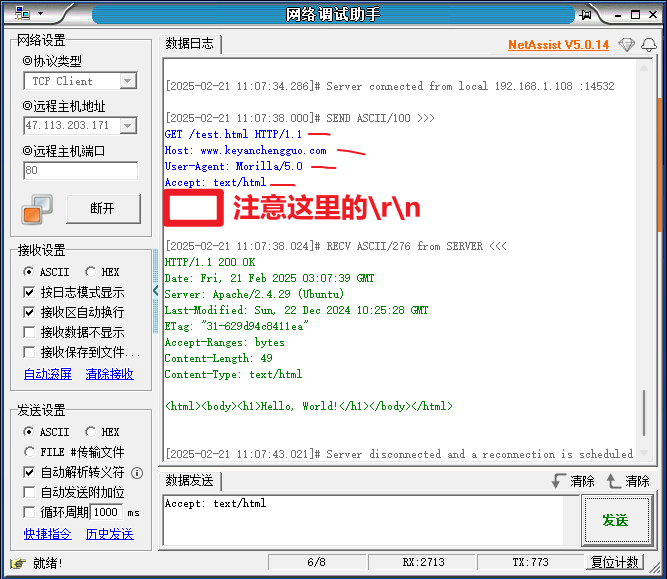 网络调试助手
网络设置
协议类型
TCP Client
远程主机地址
47.113.203.171
远程主机端口
80
断开
接收设置
ASCII HEX
按日志模式显示
接收区自动换行
接收数据不显示
接收保存到文件...
自动滚屏 清除接收
发送设置
ASCII HEX
FILE #传输文件
自动解析转义符
自动发送附加位
循环周期 1000 ms
快捷指令 历史发送
数据日志 NetAssist V5.0.14
[2025-02-21 11:07:34.286]# Server connected from local 192.168.1.108 :14532
[2025-02-21 11:07:38.000]# SEND ASCII/100 >>>
GET /test.html HTTP/1.1
Host: www.keyanchengguo.com
User-Agent: Morilla/5.0
Accept: text/html
注意这里的\r\n
[2025-02-21 11:07:38.024]# RECV ASCII/276 from SERVER <<<
HTTP/1.1 200 OK
Date: Fri, 21 Feb 2025 03:07:39 GMT
Server: Apache/2.4.29 (Ubuntu)
Last-Modified: Sun, 22 Dec 2024 10:25:28 GMT
ETag: "31-629d94c8411ea"
Accept-Ranges: bytes
Content-Length: 49
Content-Type: text/html
<html><body><h1>Hello, World!</h1></body></html>
[2025-02-21 11:07:43.021]# Server disconnected and a reconnection is scheduled
数据发送 清除 清除
Accept: text/html
发送
就绪! 6/8 RX:2713 TX:773 复位计数